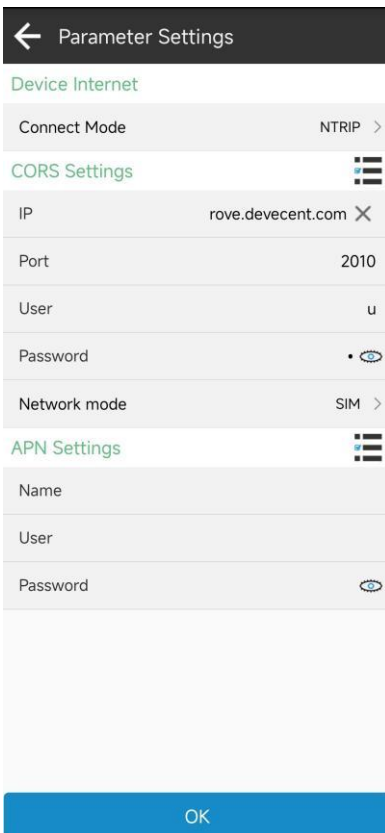 Parameter Settings
Device Internet
Connect Mode NTRIP
CORS Settings
IP rove.devecent.com
Port 2010
User u
Password •
Network mode SIM
APN Settings
Name
User
Password
OK